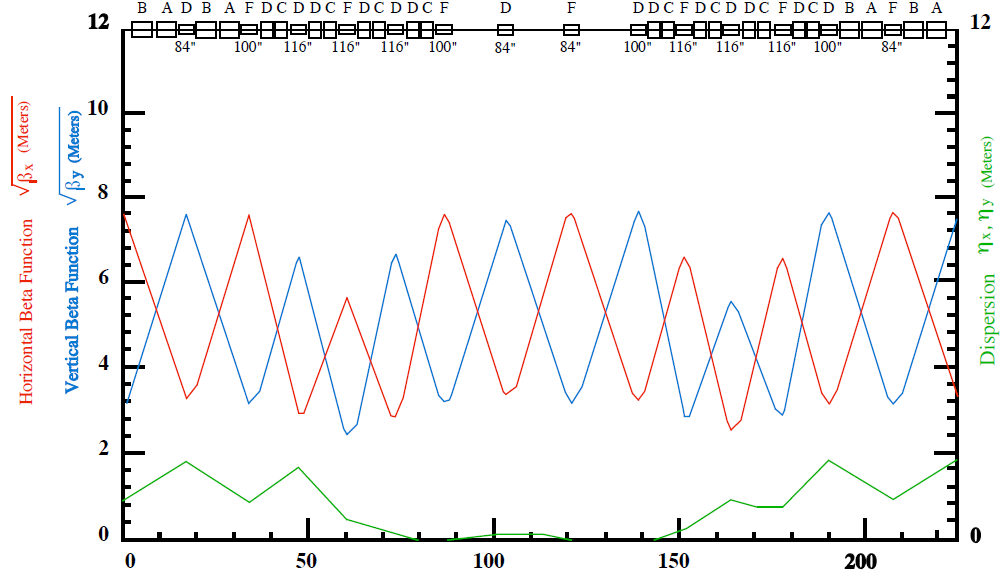 B A D B A F D C D D C F D C D D C F D F D D C F D C D D C F D C D B A F B A
12 12
84" 100" 116" 116" 116" 100" 84" 84" 100" 116" 116" 116" 100" 84"
10
8
6
4
2
0 0
0 50 100 150 200
Horizontal Beta Function √βx (Meters)
Vertical Beta Function √βy (Meters)
Dispersion ηx, ηy (Meters)